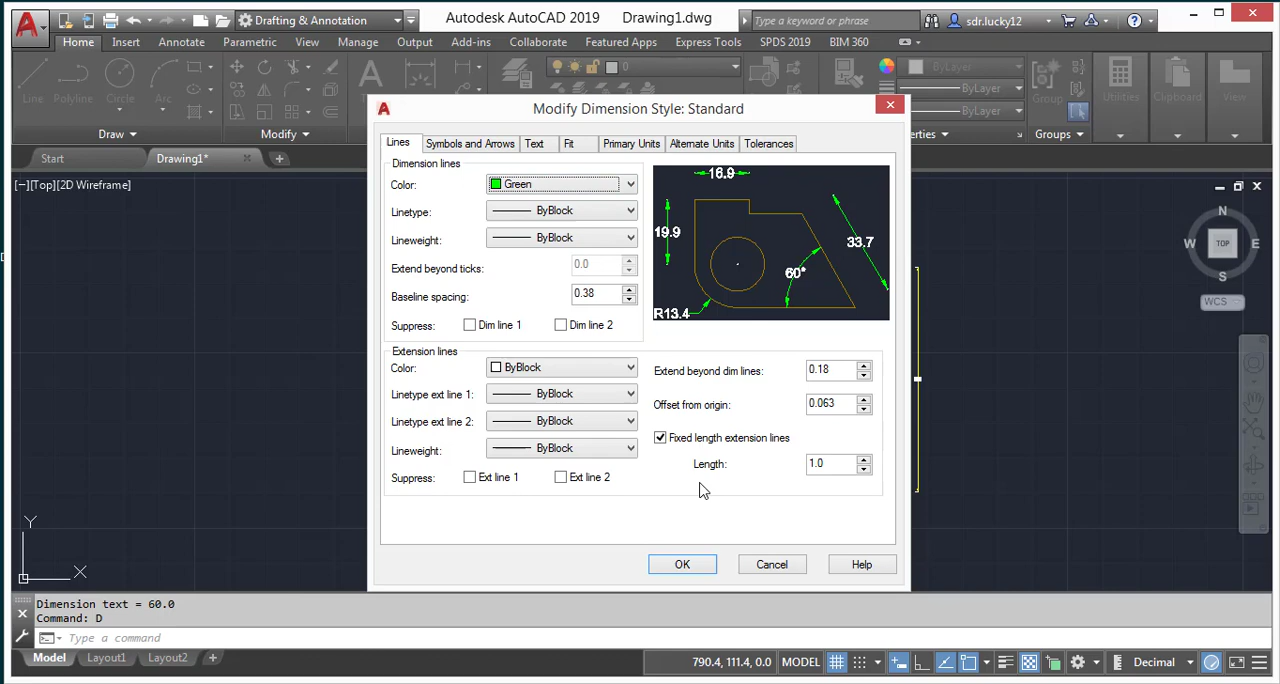 Drafting & Annotation
Autodesk AutoCAD 2019 Drawing1.dwg
Type a keyword or phrase
sdr.lucky12
Home Insert Annotate Parametric View Manage Output Add-ins Collaborate Featured Apps Express Tools SPDS 2019 BIM 360
Line Polyline Circle Arc
0
ByLayer
ByLayer
ByLayer
Group
Utilities
Clipboard
View
Draw
Modify
Groups
Start
Drawing1*
[−][Top][2D Wireframe]
Modify Dimension Style: Standard
Lines Symbols and Arrows Text Fit Primary Units Alternate Units Tolerances
Dimension lines
Color: Green
Linetype: ByBlock
Lineweight: ByBlock
Extend beyond ticks: 0.0
Baseline spacing: 0.38
Suppress: Dim line 1 Dim line 2
16.9
19.9
33.7
60°
R13.4
Extension lines
Color: ByBlock
Linetype ext line 1: ByBlock
Linetype ext line 2: ByBlock
Lineweight: ByBlock
Suppress: Ext line 1 Ext line 2
Extend beyond dim lines: 0.18
Offset from origin: 0.063
Fixed length extension lines
Length: 1.0
OK Cancel Help
N
W TOP E
S
WCS
Y
X
Dimension text = 60.0
Command: D
Type a command
Model Layout1 Layout2
790.4, 111.4, 0.0 MODEL Decimal